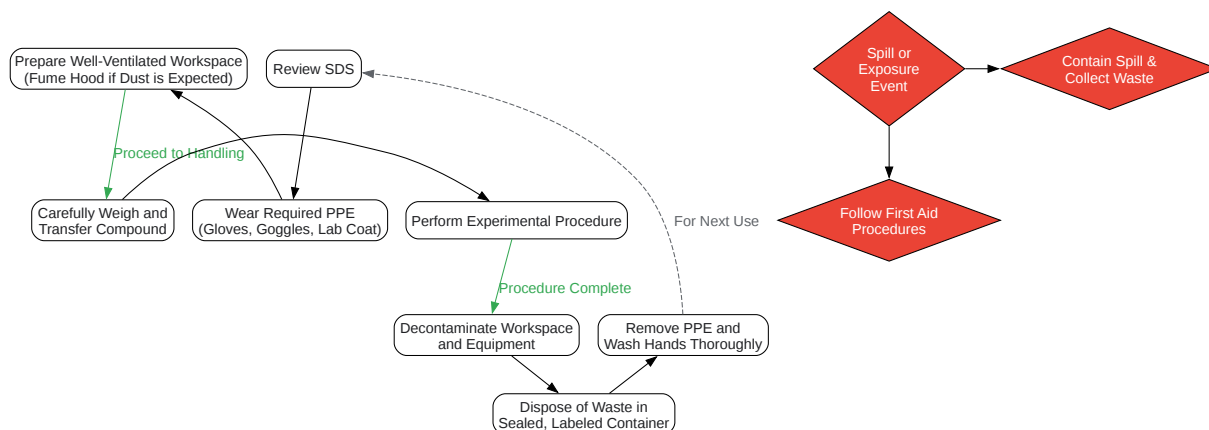 Prepare Well-Ventilated Workspace
(Fume Hood if Dust is Expected)
Review SDS
Spill or
Exposure
Event
Contain Spill &
Collect Waste
Proceed to Handling
Carefully Weigh and
Transfer Compound
Wear Required PPE
(Gloves, Goggles, Lab Coat)
Perform Experimental Procedure
For Next Use
Follow First Aid
Procedures
Procedure Complete
Decontaminate Workspace
and Equipment
Remove PPE and
Wash Hands Thoroughly
Dispose of Waste in
Sealed, Labeled Container